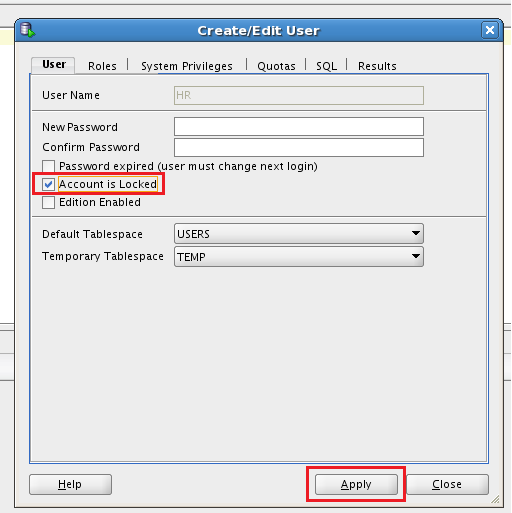 Create/Edit User
User Roles System Privileges Quotas SQL Results
User Name HR
New Password
Confirm Password
Password expired (user must change next login)
Account is Locked
Edition Enabled
Default Tablespace USERS
Temporary Tablespace TEMP
Help Apply Close